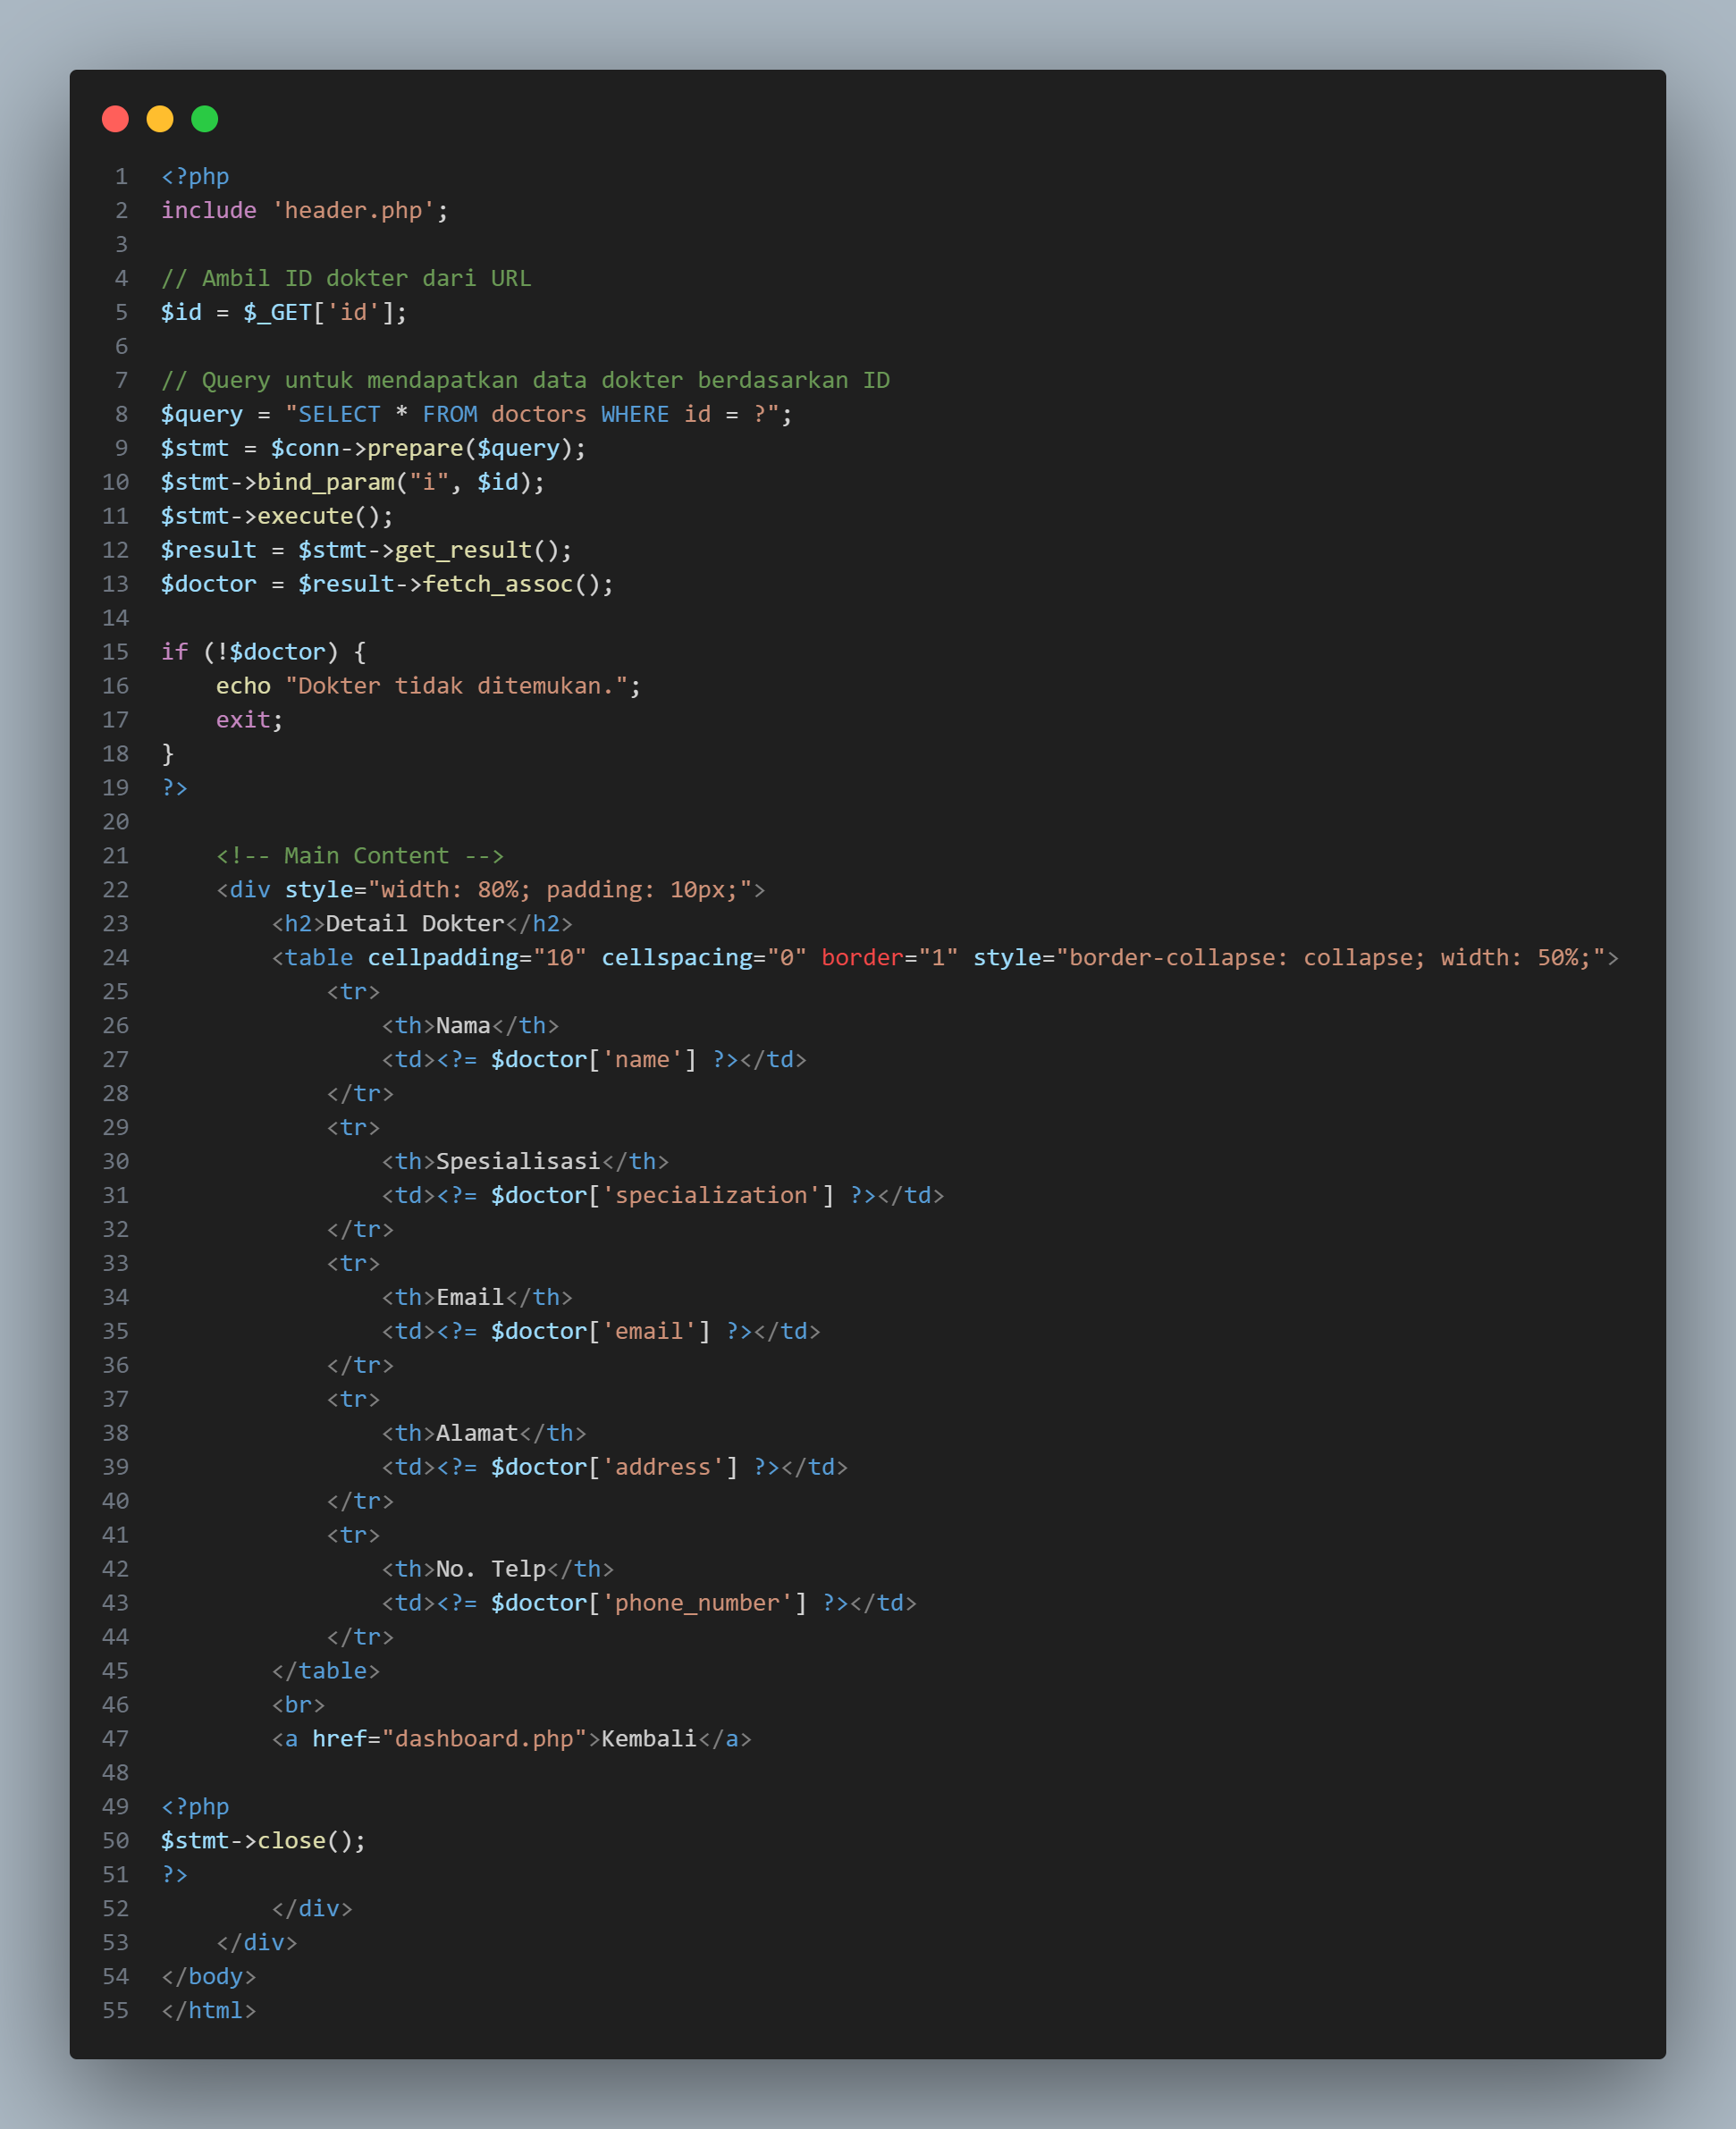 1 <?php
2 include 'header.php';
3
4 // Ambil ID dokter dari URL
5 $id = $_GET['id'];
6
7 // Query untuk mendapatkan data dokter berdasarkan ID
8 $query = "SELECT * FROM doctors WHERE id = ?";
9 $stmt = $conn->prepare($query);
10 $stmt->bind_param("i", $id);
11 $stmt->execute();
12 $result = $stmt->get_result();
13 $doctor = $result->fetch_assoc();
14
15 if (!$doctor) {
16     echo "Dokter tidak ditemukan.";
17     exit;
18 }
19 ?>
20
21     <!-- Main Content -->
22     <div style="width: 80%; padding: 10px;">
23         <h2>Detail Dokter</h2>
24         <table cellpadding="10" cellspacing="0" border="1" style="border-collapse: collapse; width: 50%;">
25             <tr>
26                 <th>Nama</th>
27                 <td><?= $doctor['name'] ?></td>
28             </tr>
29             <tr>
30                 <th>Spesialisasi</th>
31                 <td><?= $doctor['specialization'] ?></td>
32             </tr>
33             <tr>
34                 <th>Email</th>
35                 <td><?= $doctor['email'] ?></td>
36             </tr>
37             <tr>
38                 <th>Alamat</th>
39                 <td><?= $doctor['address'] ?></td>
40             </tr>
41             <tr>
42                 <th>No. Telp</th>
43                 <td><?= $doctor['phone_number'] ?></td>
44             </tr>
45         </table>
46         <br>
47         <a href="dashboard.php">Kembali</a>
48
49 <?php
50 $stmt->close();
51 ?>
52         </div>
53     </div>
54 </body>
55 </html>